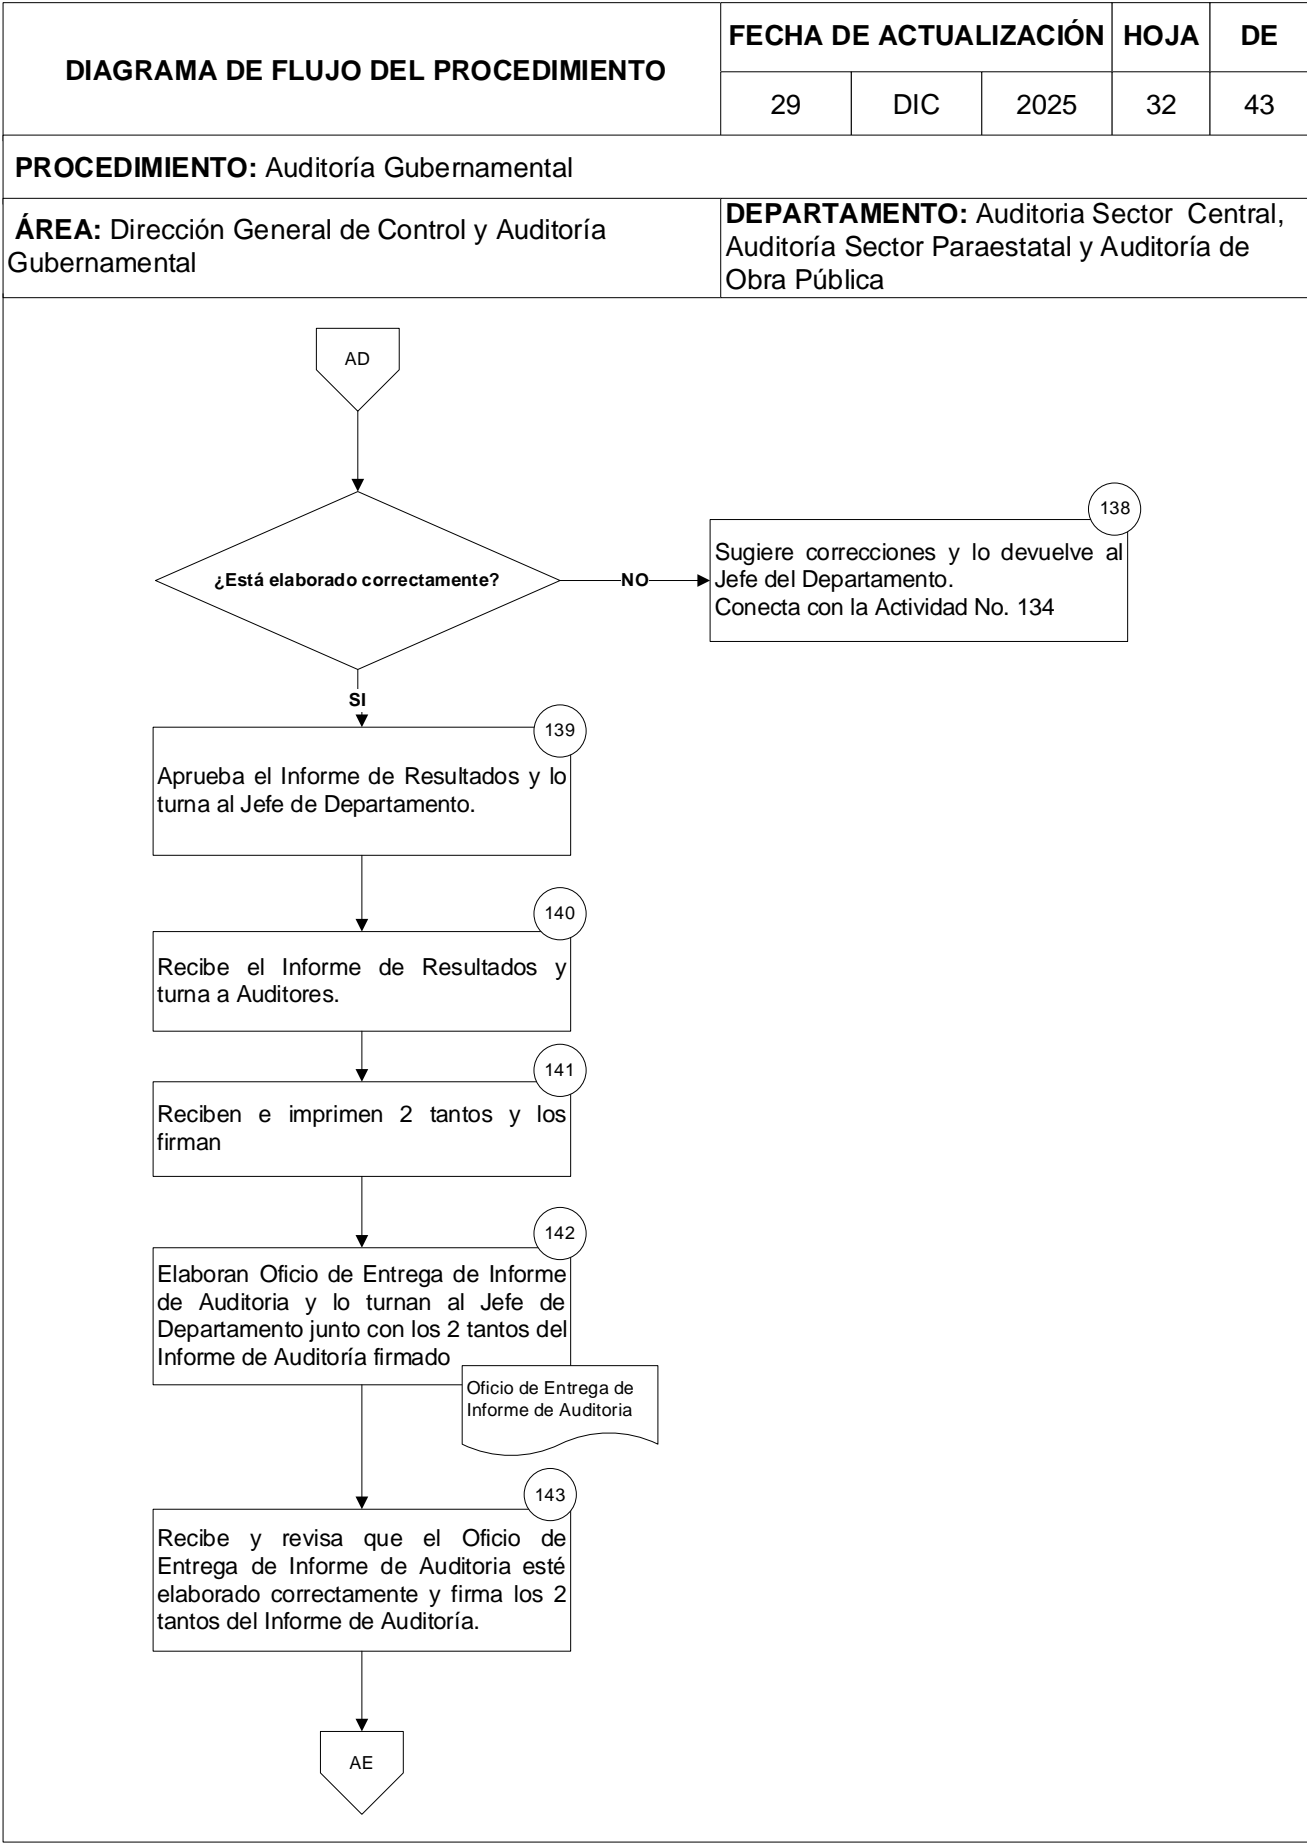 DIAGRAMA DE FLUJO DEL PROCEDIMIENTO
FECHA DE ACTUALIZACIÓN HOJA DE
29 DIC 2025 32 43
PROCEDIMIENTO: Auditoría Gubernamental
ÁREA: Dirección General de Control y Auditoría
Gubernamental
DEPARTAMENTO: Auditoria Sector Central,
Auditoría Sector Paraestatal y Auditoría de
Obra Pública
AD
¿Está elaborado correctamente?
NO
138
Sugiere correcciones y lo devuelve al
Jefe del Departamento.
Conecta con la Actividad No. 134
SI
139
Aprueba el Informe de Resultados y lo
turna al Jefe de Departamento.
140
Recibe el Informe de Resultados y
turna a Auditores.
141
Reciben e imprimen 2 tantos y los
firman
142
Elaboran Oficio de Entrega de Informe
de Auditoria y lo turnan al Jefe de
Departamento junto con los 2 tantos del
Informe de Auditoría firmado
Oficio de Entrega de
Informe de Auditoria
143
Recibe y revisa que el Oficio de
Entrega de Informe de Auditoria esté
elaborado correctamente y firma los 2
tantos del Informe de Auditoría.
AE